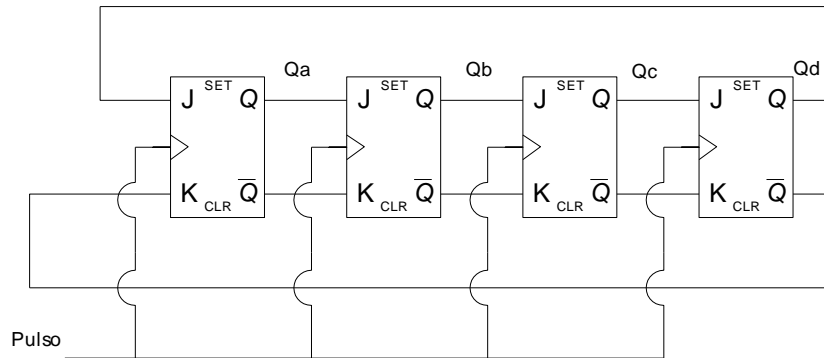 Qa Qb Qc Qd
SET SET SET SET
J Q J Q J Q J Q
K Q̅ K Q̅ K Q̅ K Q̅
CLR CLR CLR CLR
Pulso